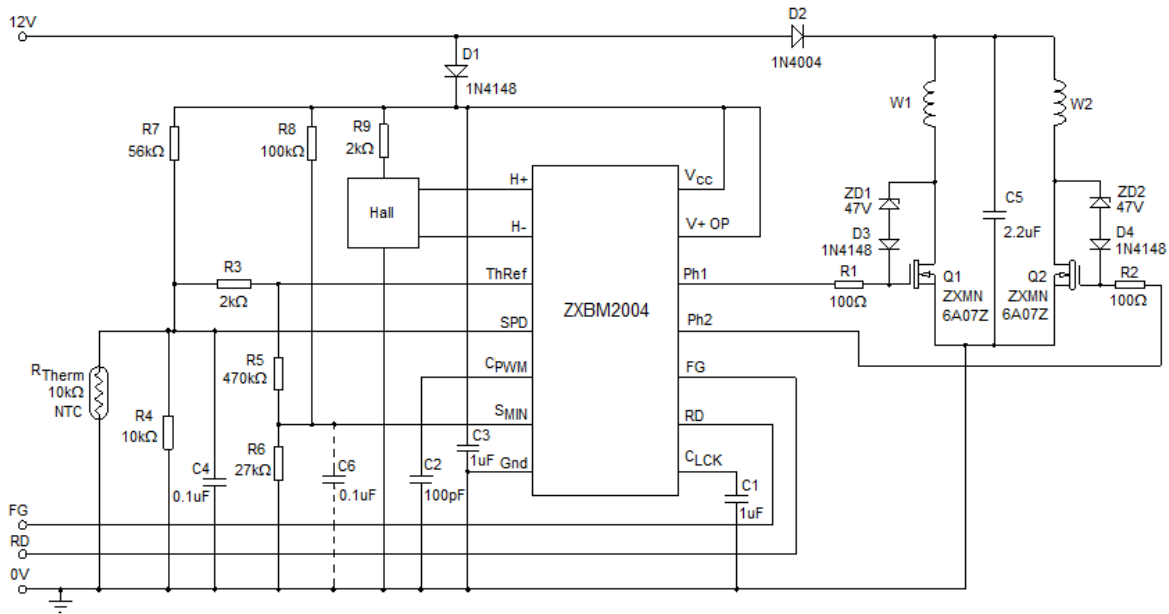 12V
D2
1N4004
D1
1N4148
R7
56kΩ
R8
100kΩ
R9
2kΩ
W1
W2
Hall
H+
H-
ThRef
SPD
CPWM
SMIN
Gnd
ZXBM2004
VCC
V+ OP
Ph1
Ph2
FG
RD
CLCK
ZD1
47V
D3
1N4148
C5
2.2uF
ZD2
47V
D4
1N4148
R3
2kΩ
R1
100Ω
Q1
ZXMN
6A07Z
Q2
ZXMN
6A07Z
R2
100Ω
RTherm
10kΩ
NTC
R4
10kΩ
R5
470kΩ
R6
27kΩ
C4
0.1uF
C6
0.1uF
C2
100pF
C3
1uF
C1
1uF
FG
RD
0V